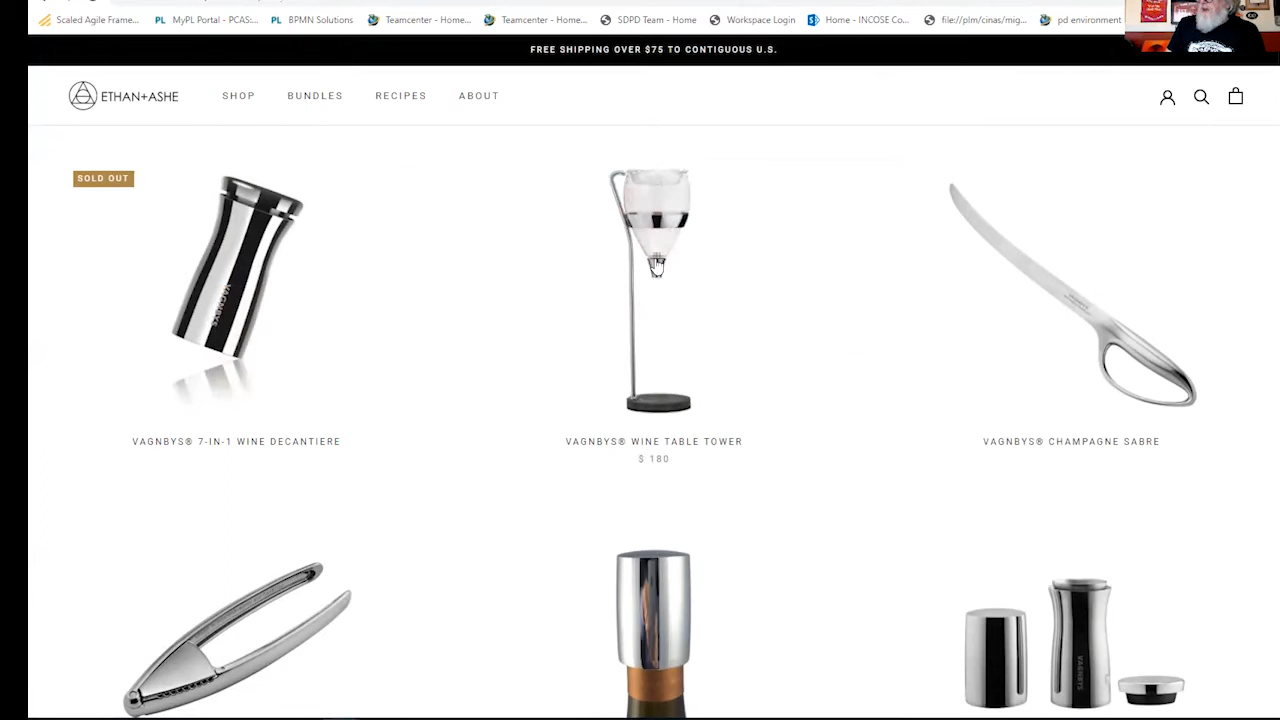 Scaled Agile Frame... MyPL Portal - PCAS:... BPMN Solutions Teamcenter - Home... Teamcenter - Home... SDPD Team - Home Workspace Login Home - INCOSE Co... file://plm/cinas/mig... pd environment
FREE SHIPPING OVER $75 TO CONTIGUOUS U.S.
ETHAN+ASHE SHOP BUNDLES RECIPES ABOUT
SOLD OUT
VAGNBYS
VAGNBYS® 7-IN-1 WINE DECANTIERE VAGNBYS® WINE TABLE TOWER VAGNBYS® CHAMPAGNE SABRE
$ 180
VAGNBYS